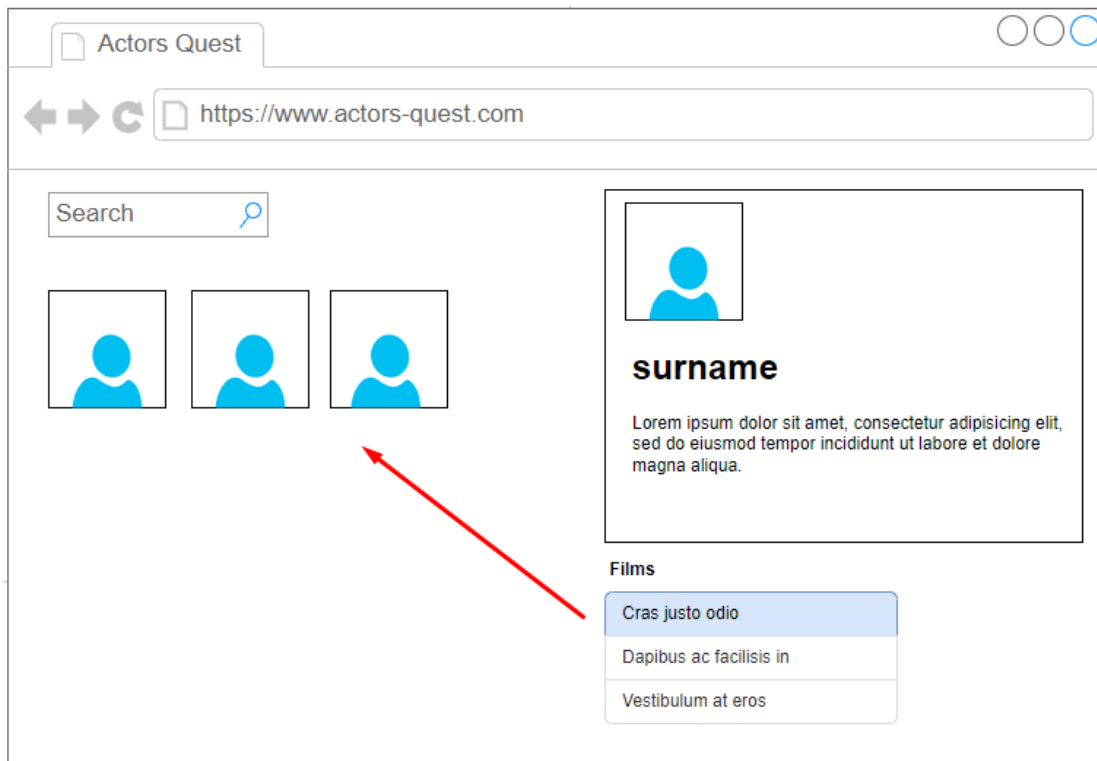 Actors Quest
https://www.actors-quest.com
Search
surname
Lorem ipsum dolor sit amet, consectetur adipisicing elit,
sed do eiusmod tempor incididunt ut labore et dolore
magna aliqua.
Films
Cras justo odio
Dapibus ac facilisis in
Vestibulum at eros